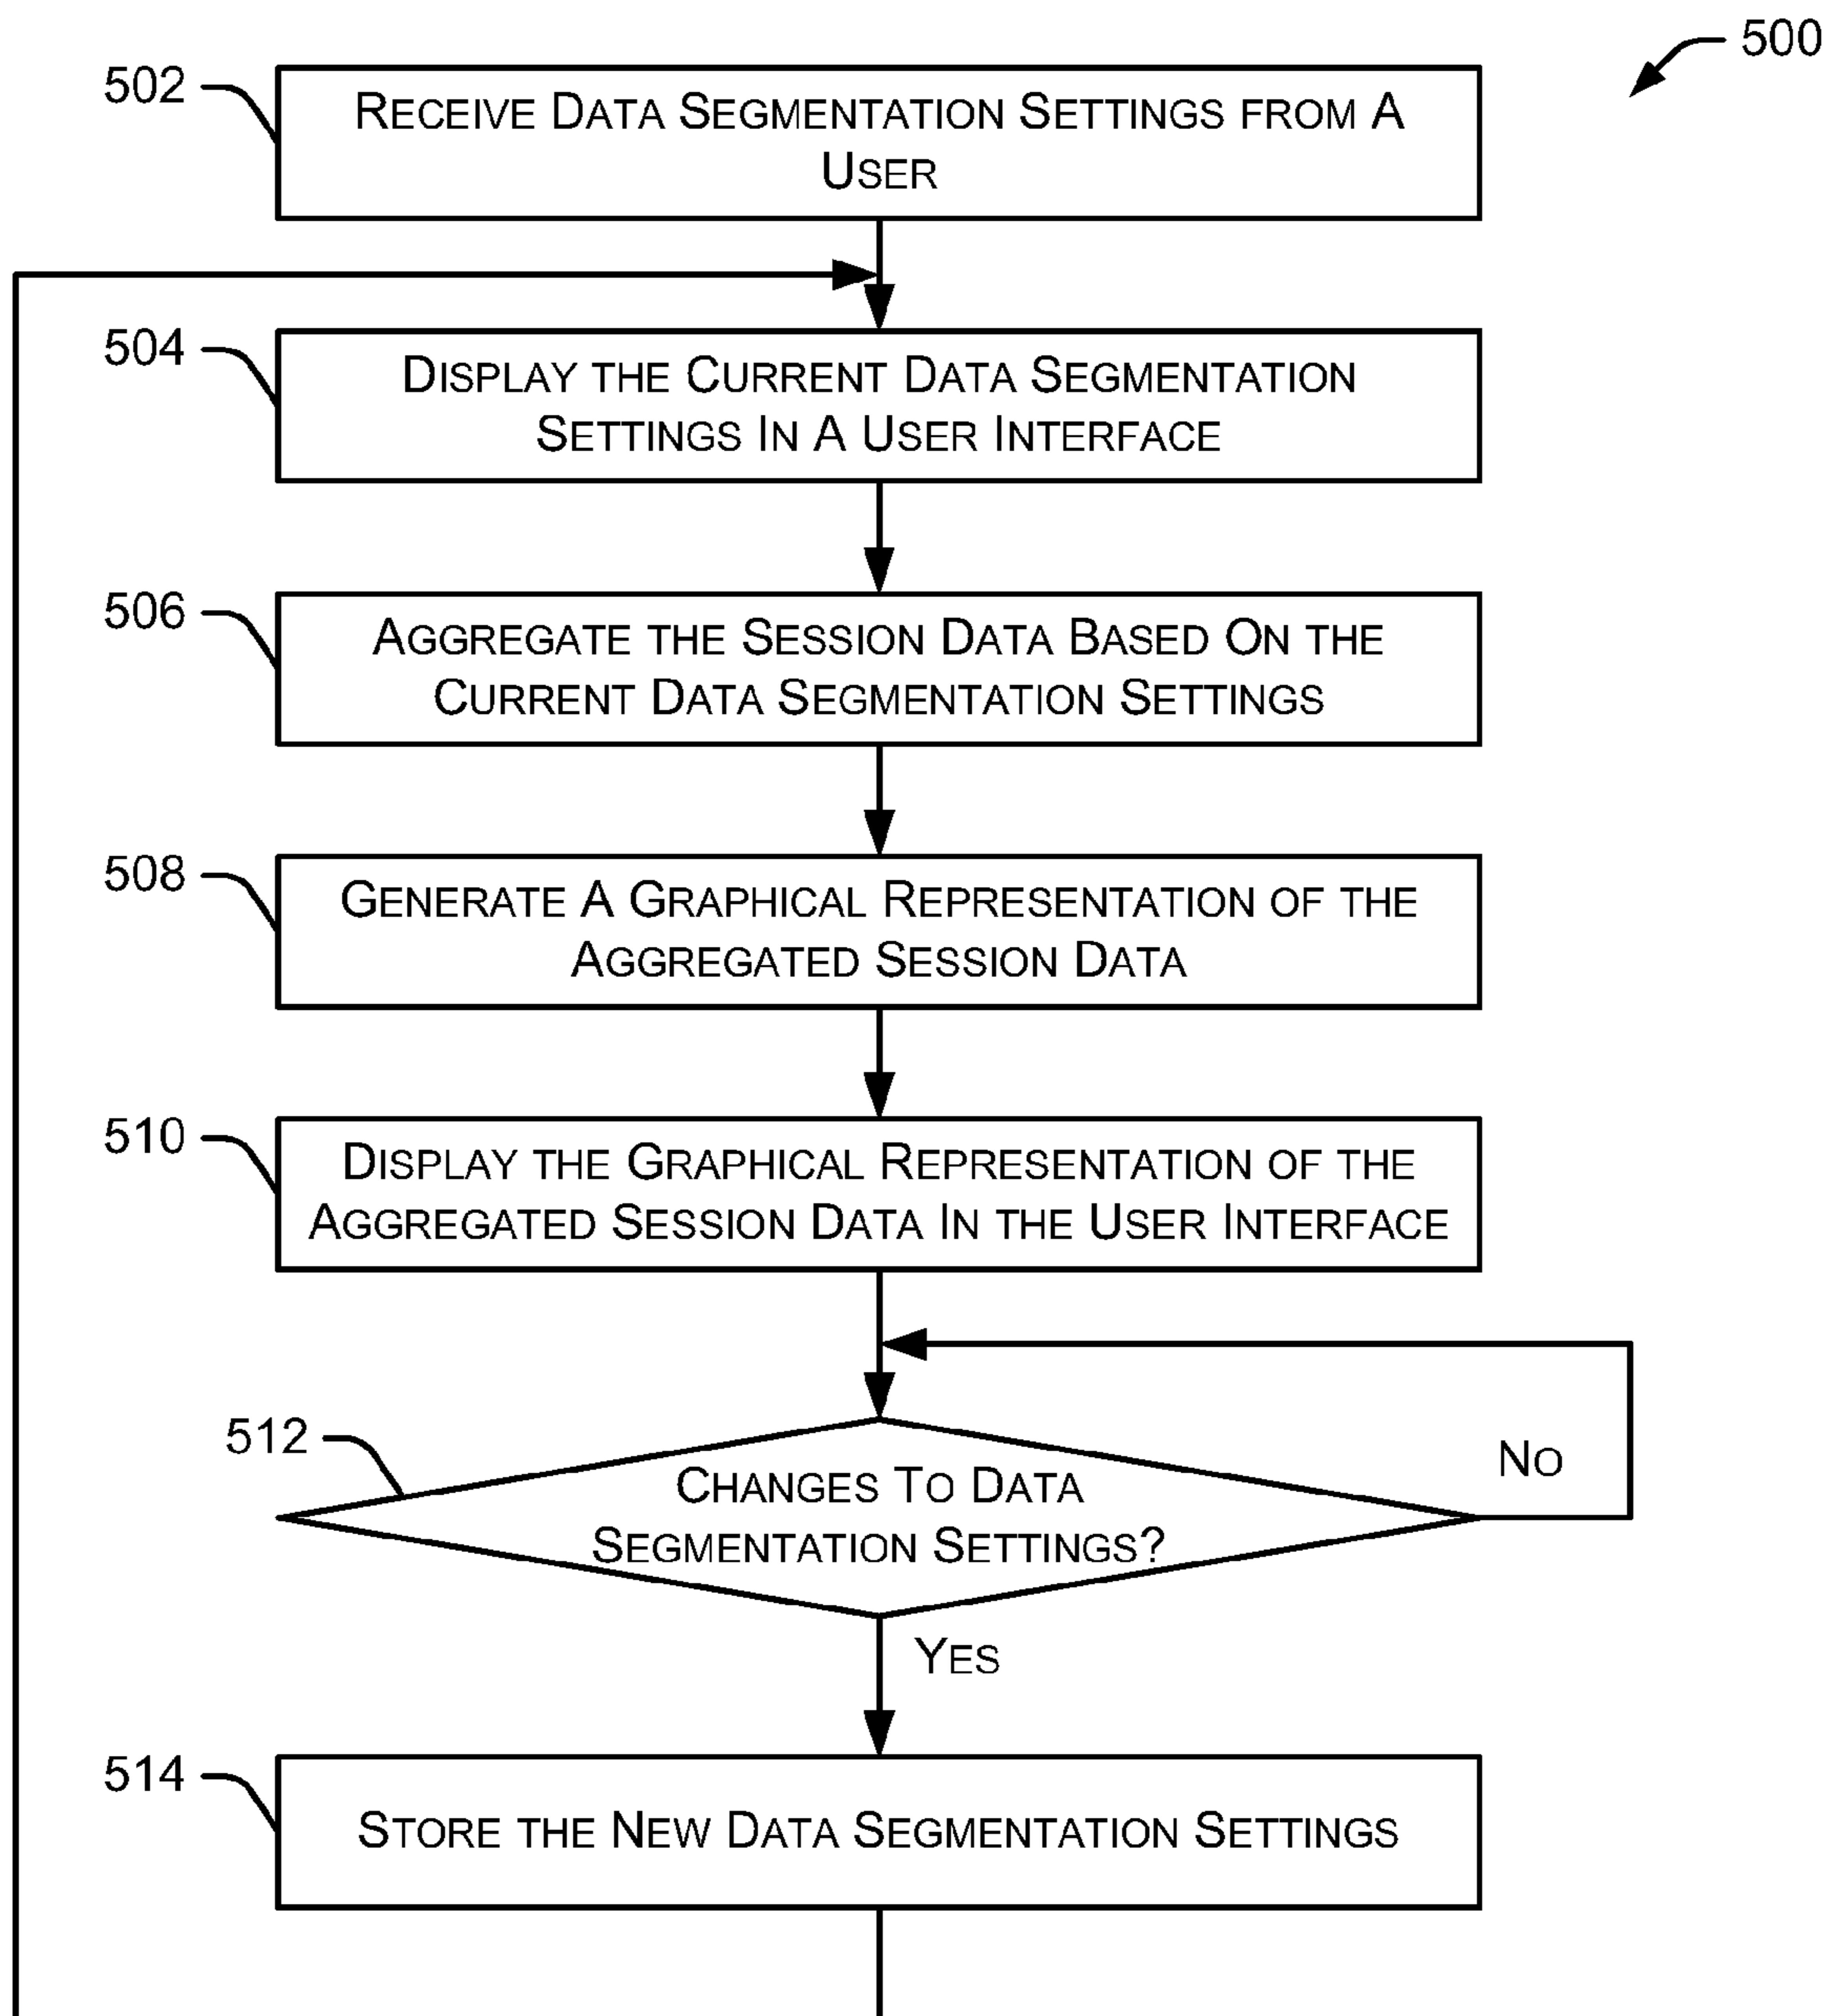 500
502
RECEIVE DATA SEGMENTATION SETTINGS FROM A
USER
504
DISPLAY THE CURRENT DATA SEGMENTATION
SETTINGS IN A USER INTERFACE
506
AGGREGATE THE SESSION DATA BASED ON THE
CURRENT DATA SEGMENTATION SETTINGS
508
GENERATE A GRAPHICAL REPRESENTATION OF THE
AGGREGATED SESSION DATA
510
DISPLAY THE GRAPHICAL REPRESENTATION OF THE
AGGREGATED SESSION DATA IN THE USER INTERFACE
512
CHANGES TO DATA
SEGMENTATION SETTINGS?
NO
YES
514
STORE THE NEW DATA SEGMENTATION SETTINGS